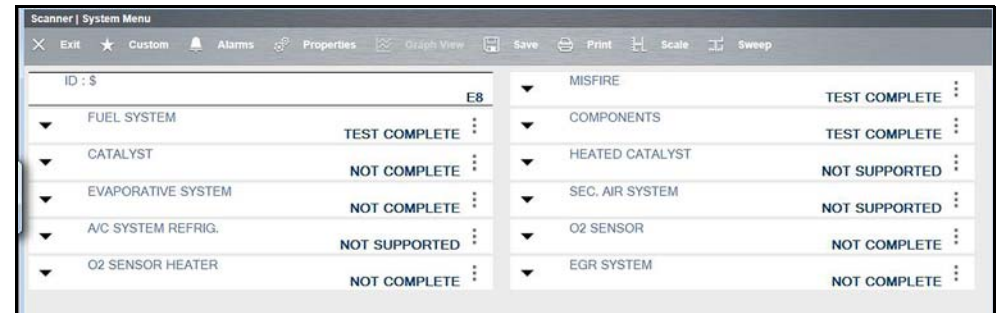 Scanner | System Menu
Exit Custom Alarms Properties Graph View Save Print Scale Sweep
ID : $
E8
MISFIRE
TEST COMPLETE
FUEL SYSTEM
TEST COMPLETE
COMPONENTS
TEST COMPLETE
CATALYST
NOT COMPLETE
HEATED CATALYST
NOT SUPPORTED
EVAPORATIVE SYSTEM
NOT COMPLETE
SEC. AIR SYSTEM
NOT SUPPORTED
A/C SYSTEM REFRIG.
NOT SUPPORTED
O2 SENSOR
NOT COMPLETE
O2 SENSOR HEATER
NOT COMPLETE
EGR SYSTEM
NOT COMPLETE